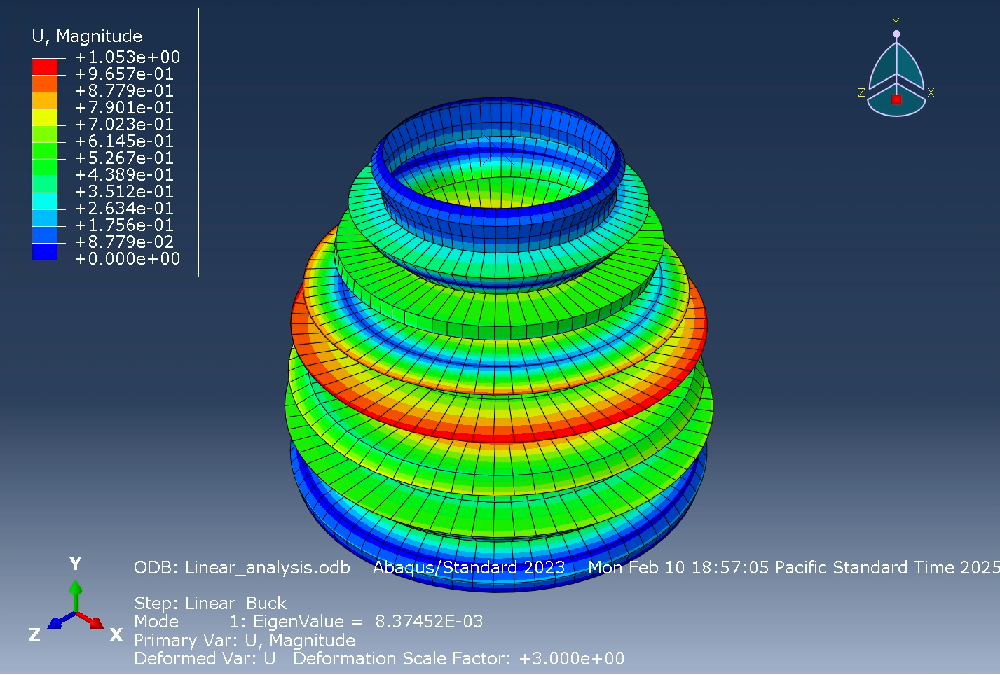 U, Magnitude
+1.053e+00
+9.657e-01
+8.779e-01
+7.901e-01
+7.023e-01
+6.145e-01
+5.267e-01
+4.389e-01
+3.512e-01
+2.634e-01
+1.756e-01
+8.779e-02
+0.000e+00
Y
Z X
Y
Z X
ODB: Linear_analysis.odb Abaqus/Standard 2023 Mon Feb 10 18:57:05 Pacific Standard Time 2025
Step: Linear_Buck
Mode 1: EigenValue = 8.37452E-03
Primary Var: U, Magnitude
Deformed Var: U Deformation Scale Factor: +3.000e+00